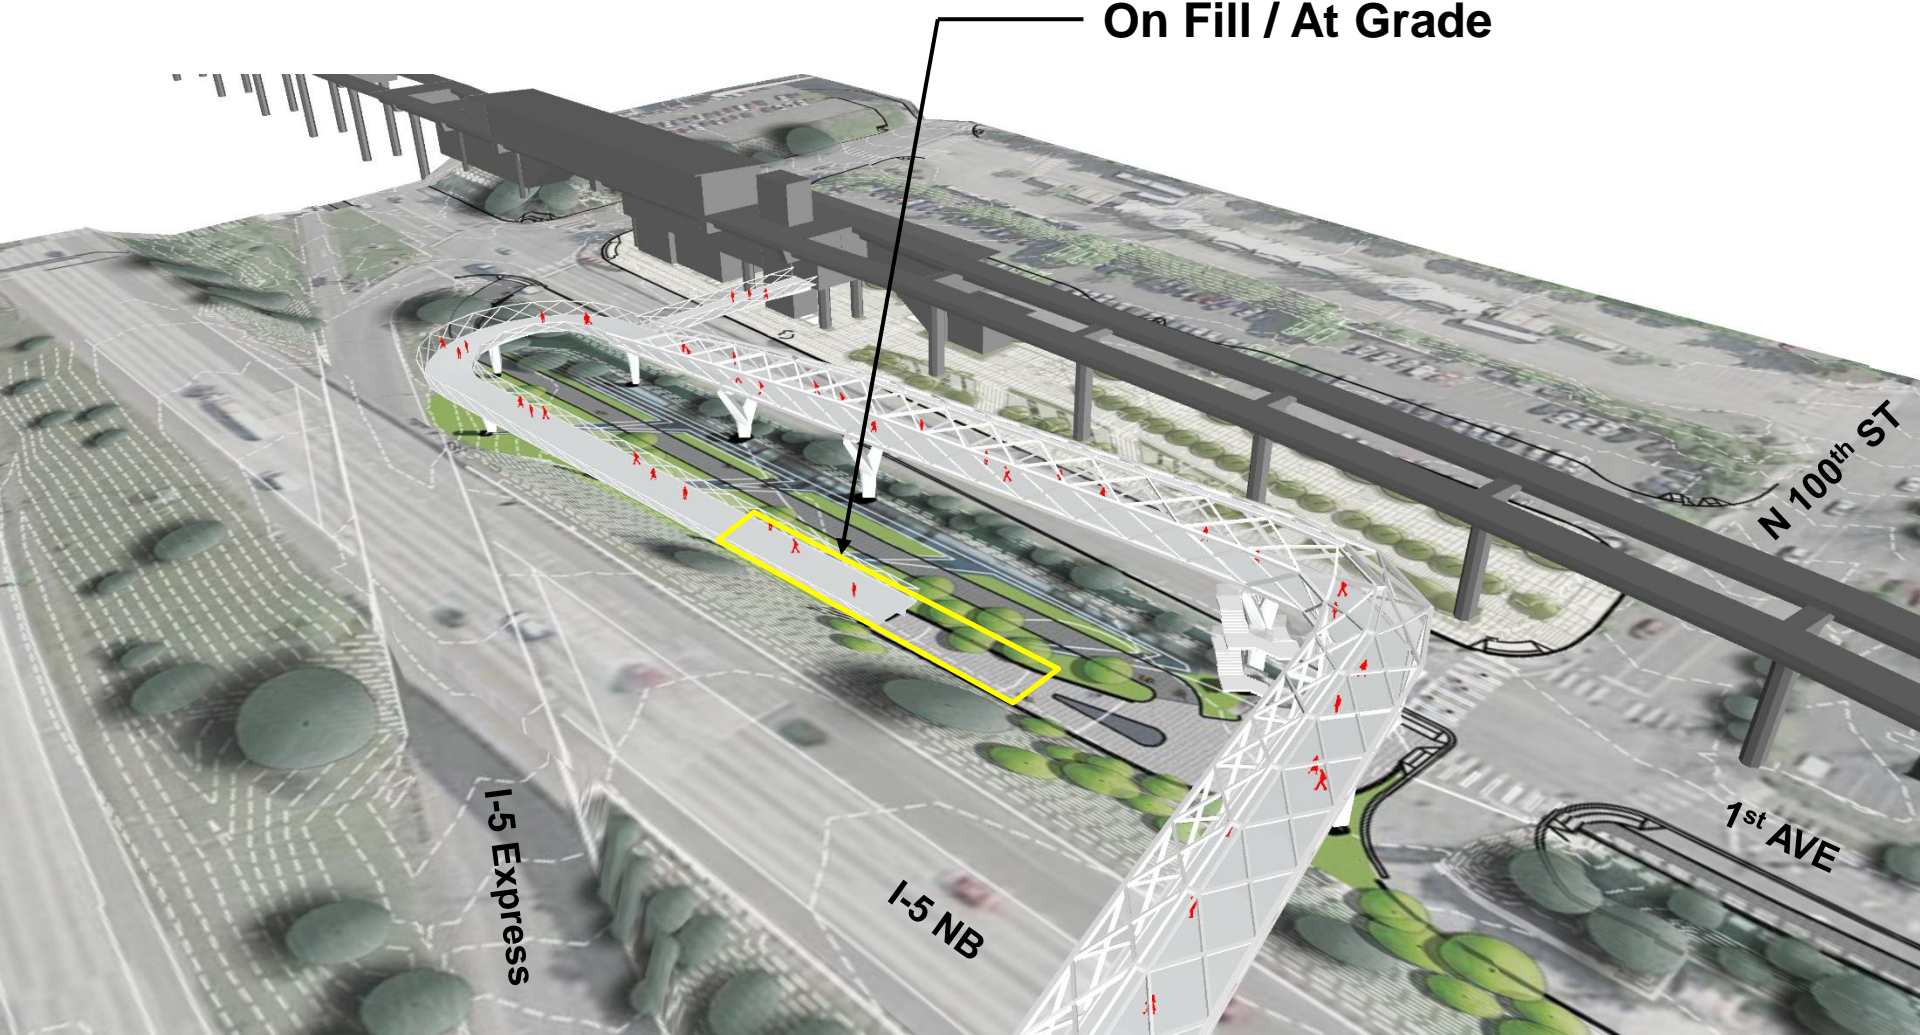 On Fill / At Grade
N 100th ST
1st AVE
I-5 Express
I-5 NB